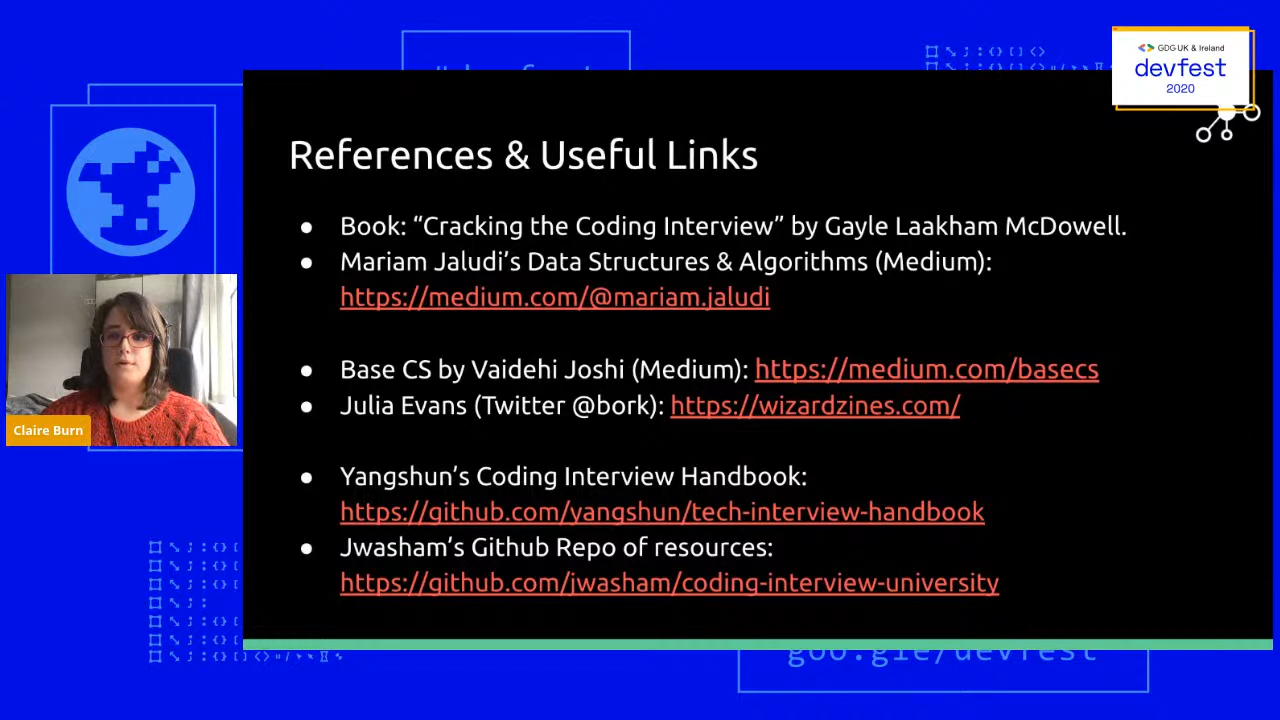 GDG UK & Ireland
devfest
2020
References & Useful Links
● Book: “Cracking the Coding Interview” by Gayle Laakham McDowell.
● Mariam Jaludi’s Data Structures & Algorithms (Medium):
https://medium.com/@mariam.jaludi
● Base CS by Vaidehi Joshi (Medium): https://medium.com/basecs
● Julia Evans (Twitter @bork): https://wizardzines.com/
● Yangshun’s Coding Interview Handbook:
https://github.com/yangshun/tech-interview-handbook
● Jwasham’s Github Repo of resources:
https://github.com/jwasham/coding-interview-university
Claire Burn
goo.gle/devfest